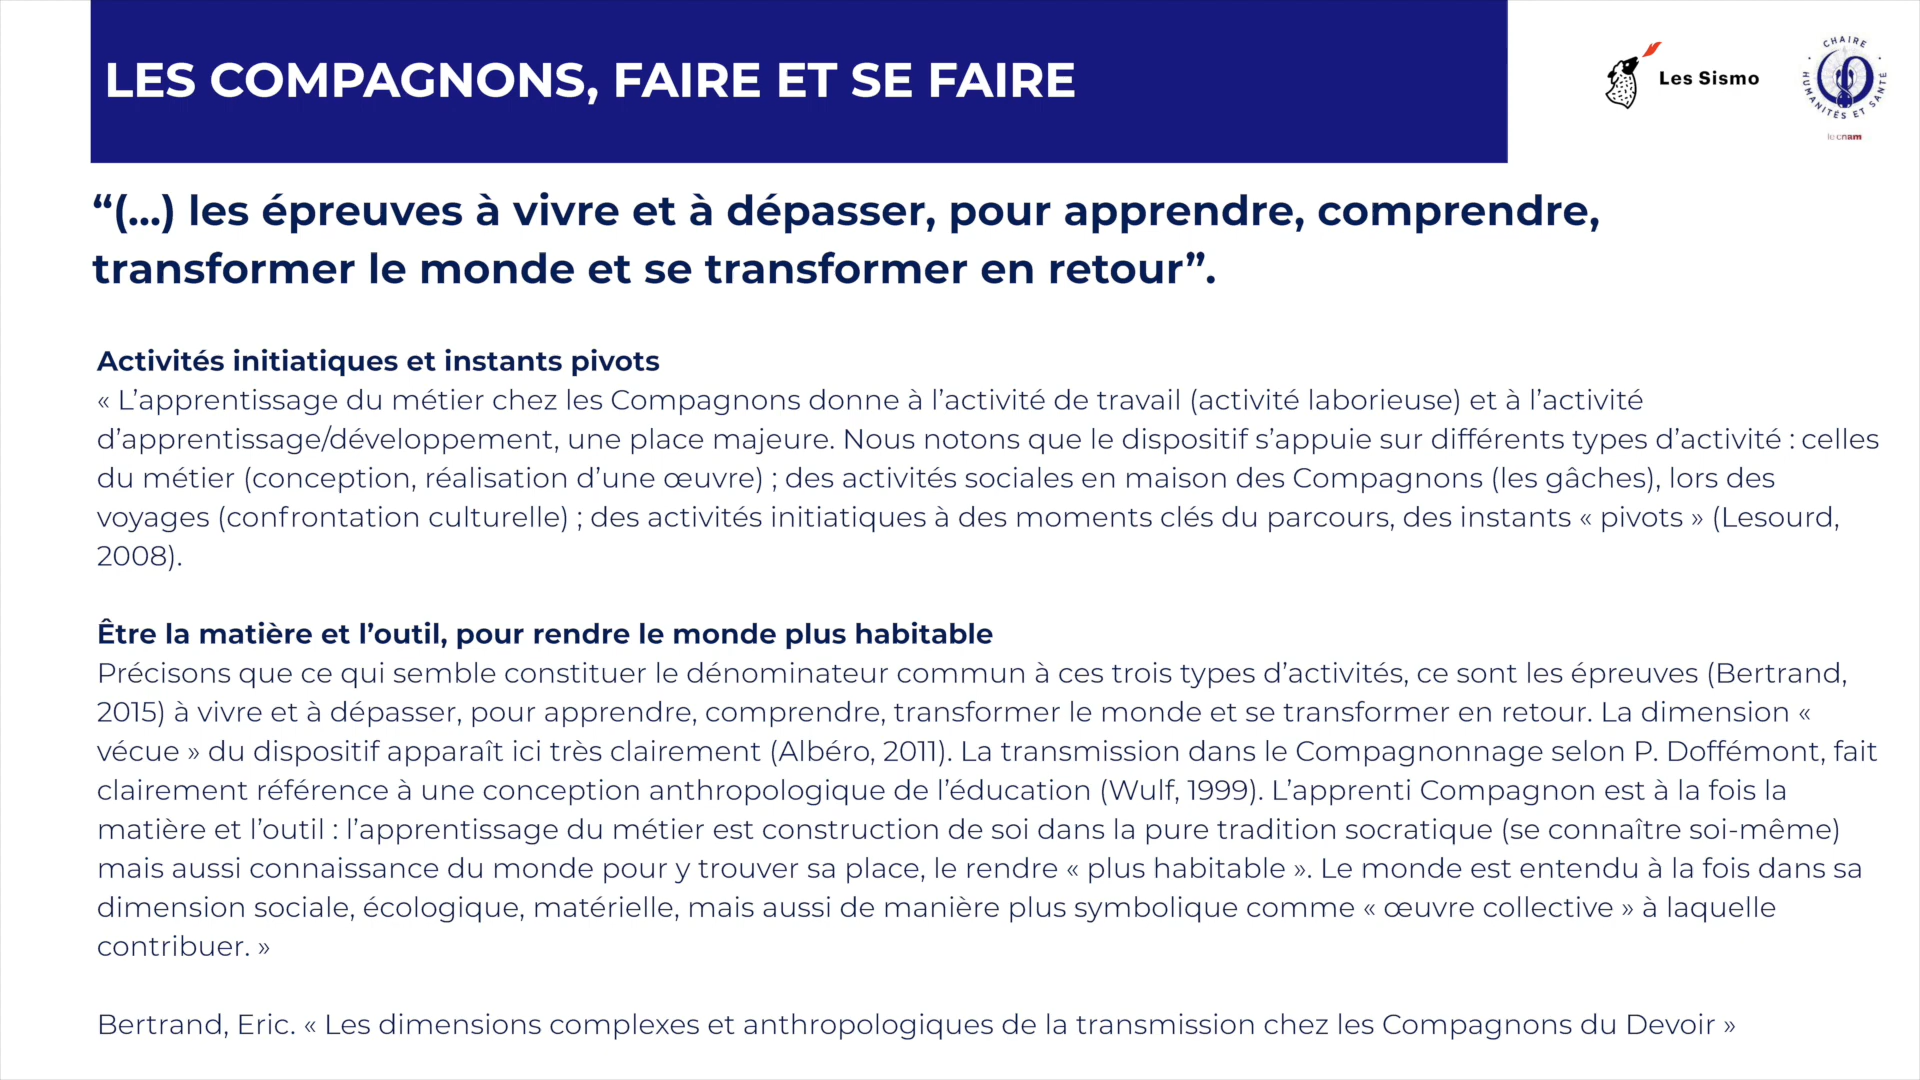 LES COMPAGNONS, FAIRE ET SE FAIRE
Les Sismo
CHAIRE
HUMANITÉS ET SANTÉ
le cnam
“(…) les épreuves à vivre et à dépasser, pour apprendre, comprendre,
transformer le monde et se transformer en retour”.
Activités initiatiques et instants pivots
« L’apprentissage du métier chez les Compagnons donne à l’activité de travail (activité laborieuse) et à l’activité
d’apprentissage/développement, une place majeure. Nous notons que le dispositif s’appuie sur différents types d’activité : celles
du métier (conception, réalisation d’une œuvre) ; des activités sociales en maison des Compagnons (les gâches), lors des
voyages (confrontation culturelle) ; des activités initiatiques à des moments clés du parcours, des instants « pivots » (Lesourd,
2008).
Être la matière et l’outil, pour rendre le monde plus habitable
Précisons que ce qui semble constituer le dénominateur commun à ces trois types d’activités, ce sont les épreuves (Bertrand,
2015) à vivre et à dépasser, pour apprendre, comprendre, transformer le monde et se transformer en retour. La dimension «
vécue » du dispositif apparaît ici très clairement (Albéro, 2011). La transmission dans le Compagnonnage selon P. Doffémont, fait
clairement référence à une conception anthropologique de l’éducation (Wulf, 1999). L’apprenti Compagnon est à la fois la
matière et l’outil : l’apprentissage du métier est construction de soi dans la pure tradition socratique (se connaître soi-même)
mais aussi connaissance du monde pour y trouver sa place, le rendre « plus habitable ». Le monde est entendu à la fois dans sa
dimension sociale, écologique, matérielle, mais aussi de manière plus symbolique comme « œuvre collective » à laquelle
contribuer. »
Bertrand, Eric. « Les dimensions complexes et anthropologiques de la transmission chez les Compagnons du Devoir »